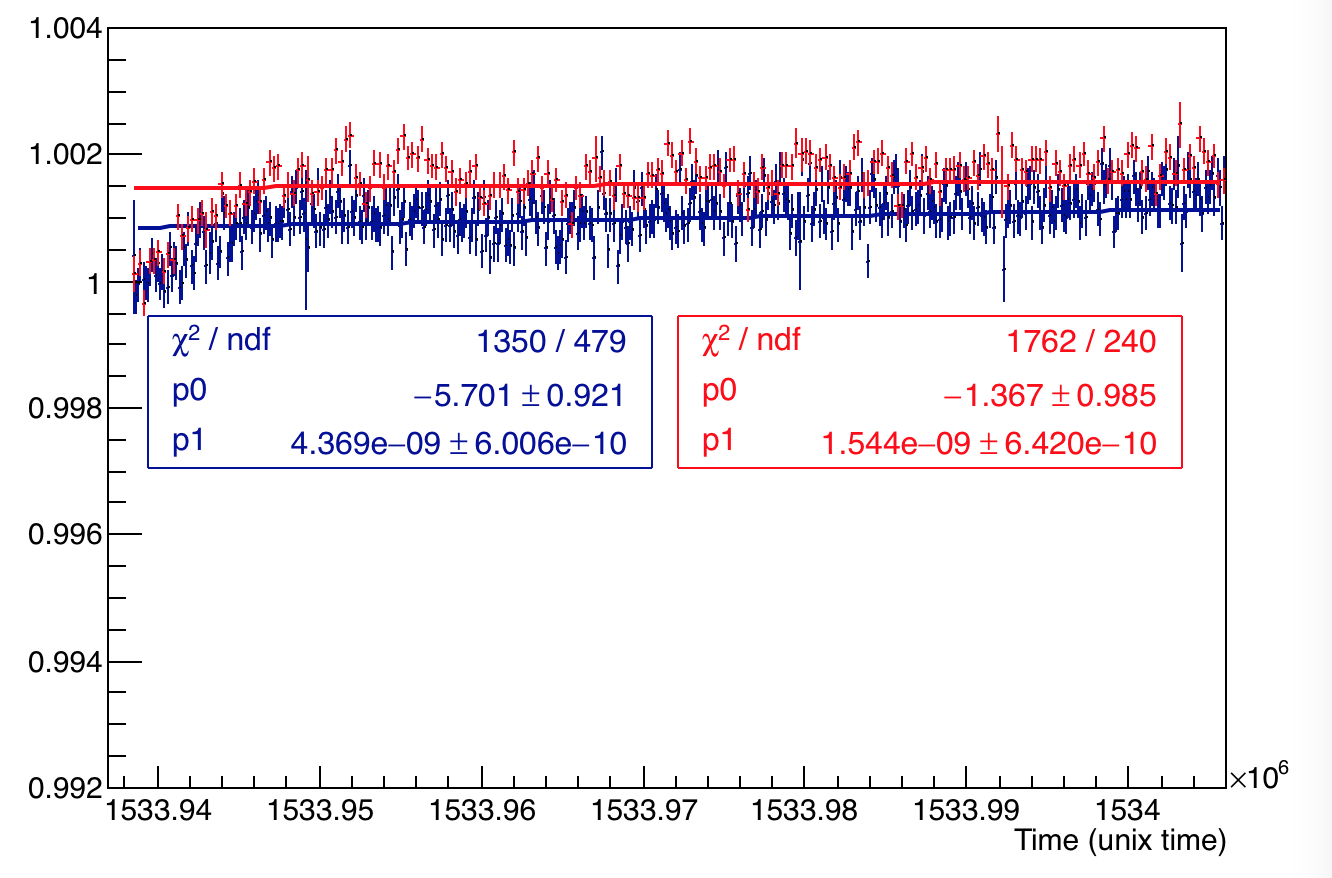 1.004
1.002
1
0.998
0.996
0.994
0.992
χ² / ndf 1350 / 479
p0 −5.701 ± 0.921
p1 4.369e−09 ± 6.006e−10
χ² / ndf 1762 / 240
p0 −1.367 ± 0.985
p1 1.544e−09 ± 6.420e−10
1533.94 1533.95 1533.96 1533.97 1533.98 1533.99 1534
×10⁶
Time (unix time)